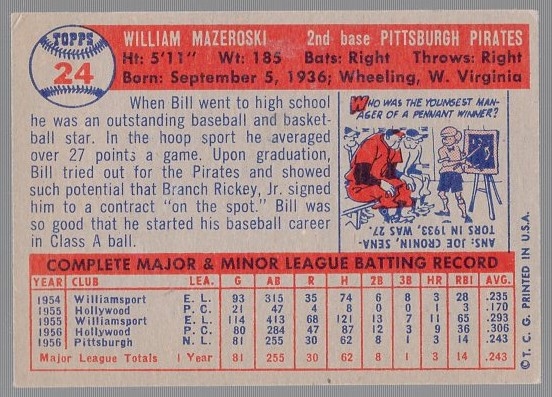 TOPPS
24
WILLIAM MAZEROSKI 2nd base PITTSBURGH PIRATES
Ht: 5'11" Wt: 185 Bats: Right Throws: Right
Born: September 5, 1936; Wheeling, W. Virginia
When Bill went to high school
he was an outstanding baseball and basket-
ball star. In the hoop sport he averaged
over 27 points a game. Upon graduation,
Bill tried out for the Pirates and showed
such potential that Branch Rickey, Jr. signed
him to a contract "on the spot." Bill was
so good that he started his baseball career
in Class A ball.
WHO WAS THE YOUNGEST MAN-
AGER OF A PENNANT WINNER?
ANS: JOE CRONIN, SENA-
TORS IN 1933. WAS 27.
COMPLETE MAJOR & MINOR LEAGUE BATTING RECORD
YEAR CLUB LEA. G AB R H 2B 3B HR RBI AVG.
1954 Williamsport E. L. 93 315 35 74 6 8 3 28 .235
1955 Hollywood P. C. 21 47 4 8 0 0 1 3 .170
1955 Williamsport E. L. 114 413 68 121 13 7 11 65 .293
1956 Hollywood P. C. 80 284 47 87 12 3 9 36 .306
1956 Pittsburgh N. L. 81 255 30 62 8 1 3 14 .243
Major League Totals 1 Year 81 255 30 62 8 1 3 14 .243
© T. C. G. PRINTED IN U.S.A.